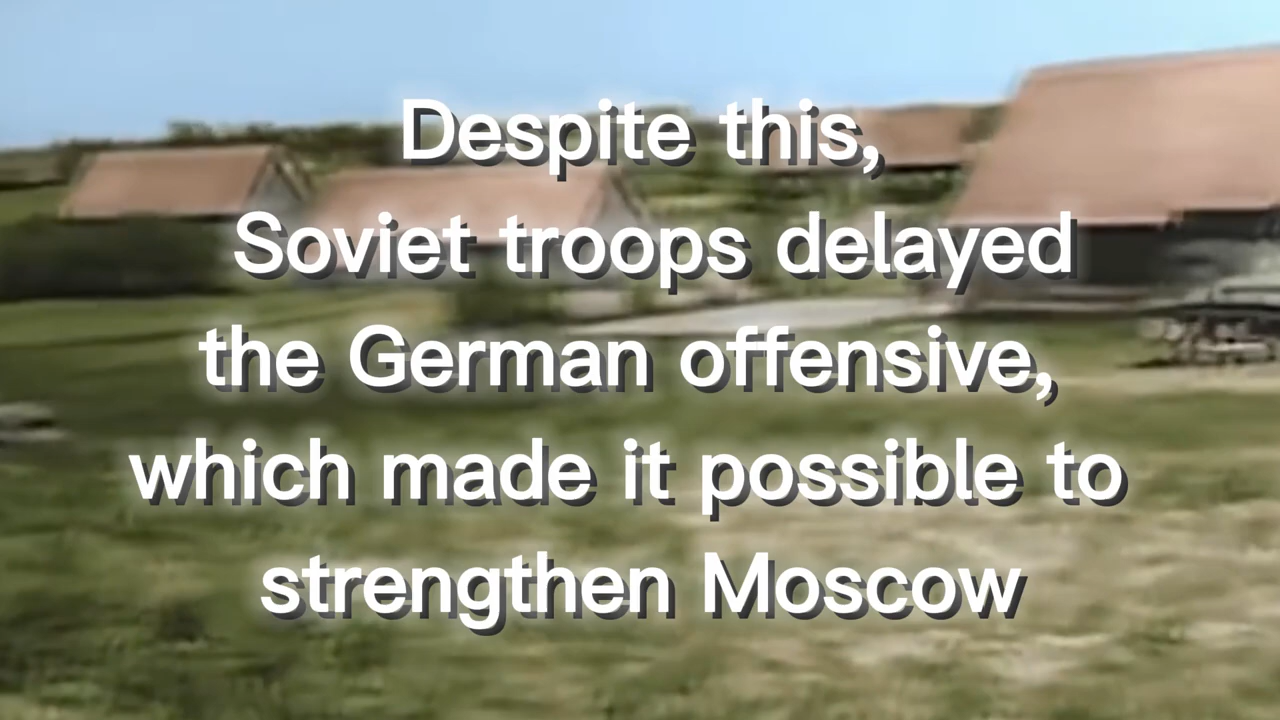 Despite this,
Soviet troops delayed
the German offensive,
which made it possible to
strengthen Moscow